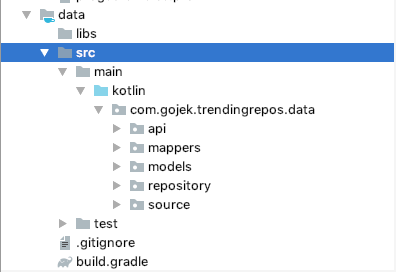 data
libs
src
main
kotlin
com.gojek.trendingrepos.data
api
mappers
models
repository
source
test
.gitignore
build.gradle